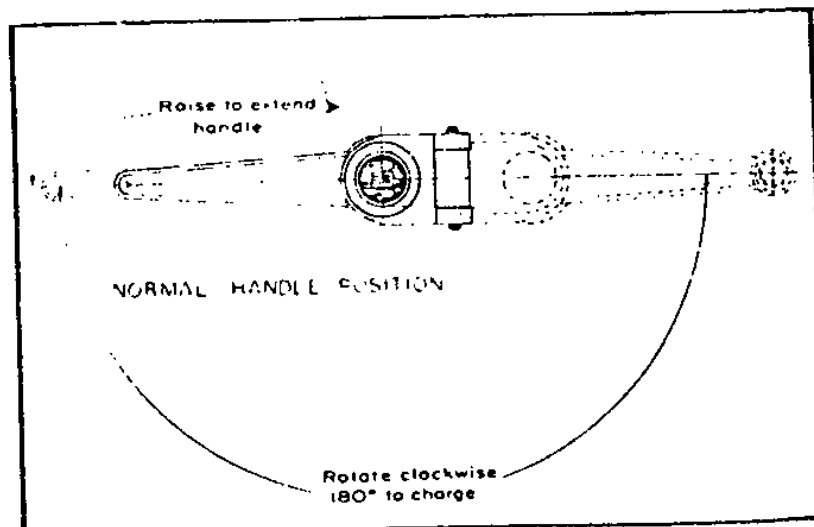 Raise to extend
handle
NORMAL HANDLE POSITION
Rotate clockwise
180° to charge